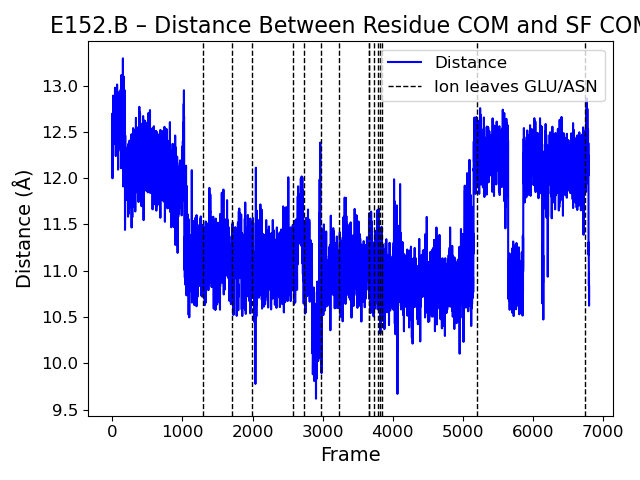 E152.B – Distance Between Residue COM and SF COM
Distance
Ion leaves GLU/ASN
Distance (Å)
13.0
12.5
12.0
11.5
11.0
10.5
10.0
9.5
0 1000 2000 3000 4000 5000 6000 7000
Frame